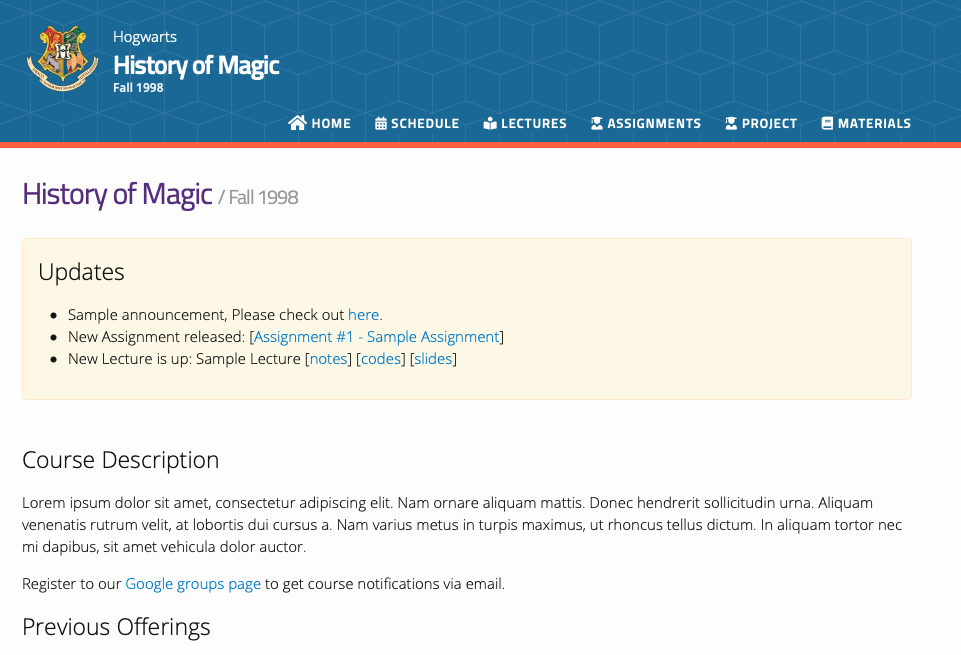 Hogwarts
History of Magic
Fall 1998
HOME SCHEDULE LECTURES ASSIGNMENTS PROJECT MATERIALS
History of Magic / Fall 1998
Updates
Sample announcement, Please check out here.
New Assignment released: [Assignment #1 - Sample Assignment]
New Lecture is up: Sample Lecture [notes] [codes] [slides]
Course Description
Lorem ipsum dolor sit amet, consectetur adipiscing elit. Nam ornare aliquam mattis. Donec hendrerit sollicitudin urna. Aliquam
venenatis rutrum velit, at lobortis dui cursus a. Nam varius metus in turpis maximus, ut rhoncus tellus dictum. In aliquam tortor nec
mi dapibus, sit amet vehicula dolor auctor.
Register to our Google groups page to get course notifications via email.
Previous Offerings